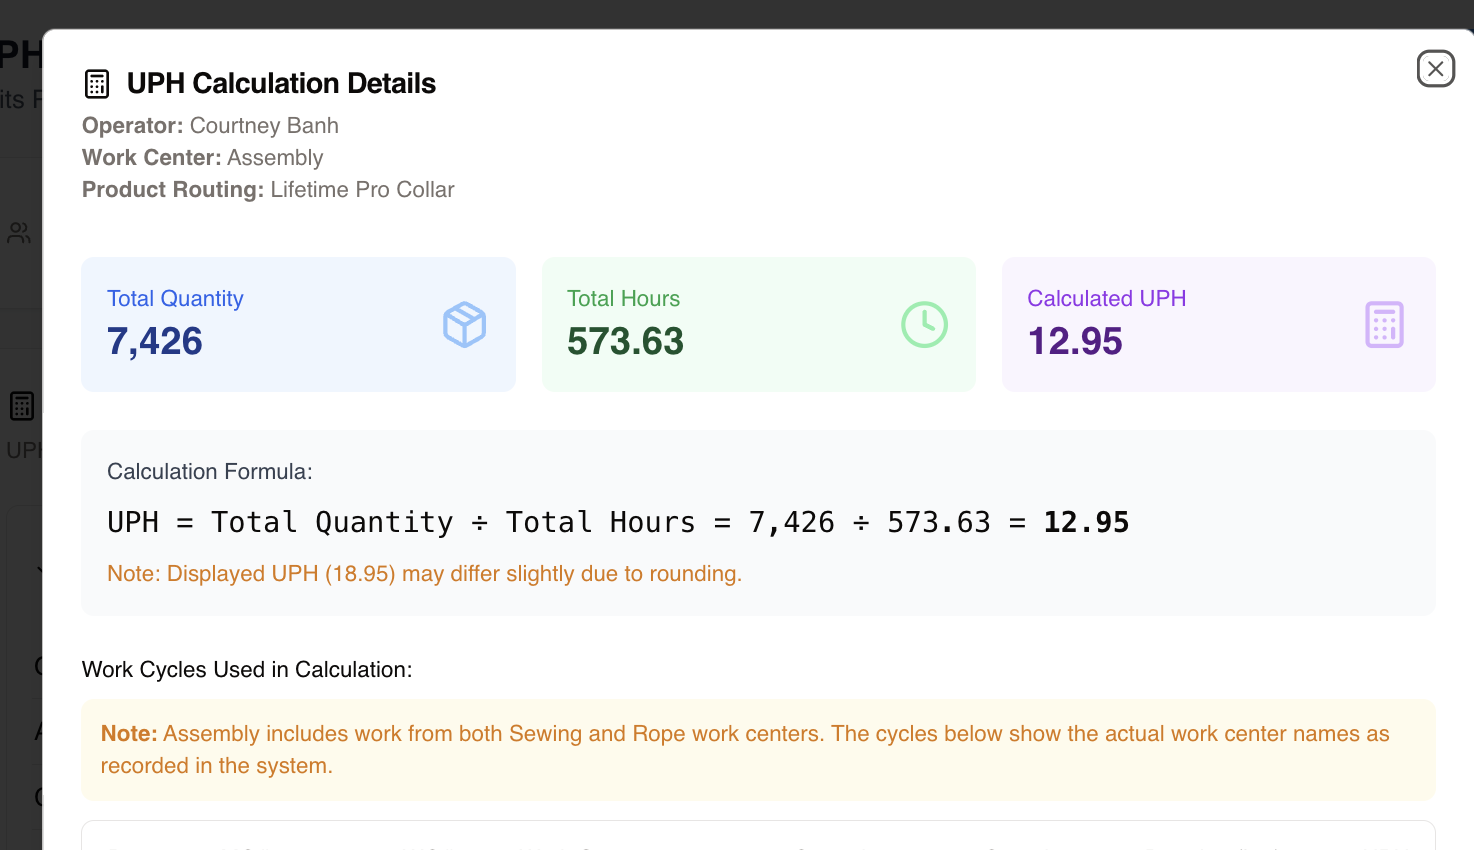 UPH Calculation Details
Operator: Courtney Banh
Work Center: Assembly
Product Routing: Lifetime Pro Collar
Total Quantity
7,426
Total Hours
573.63
Calculated UPH
12.95
Calculation Formula:
UPH = Total Quantity ÷ Total Hours = 7,426 ÷ 573.63 = 12.95
Note: Displayed UPH (18.95) may differ slightly due to rounding.
Work Cycles Used in Calculation:
Note: Assembly includes work from both Sewing and Rope work centers. The cycles below show the actual work center names as
recorded in the system.